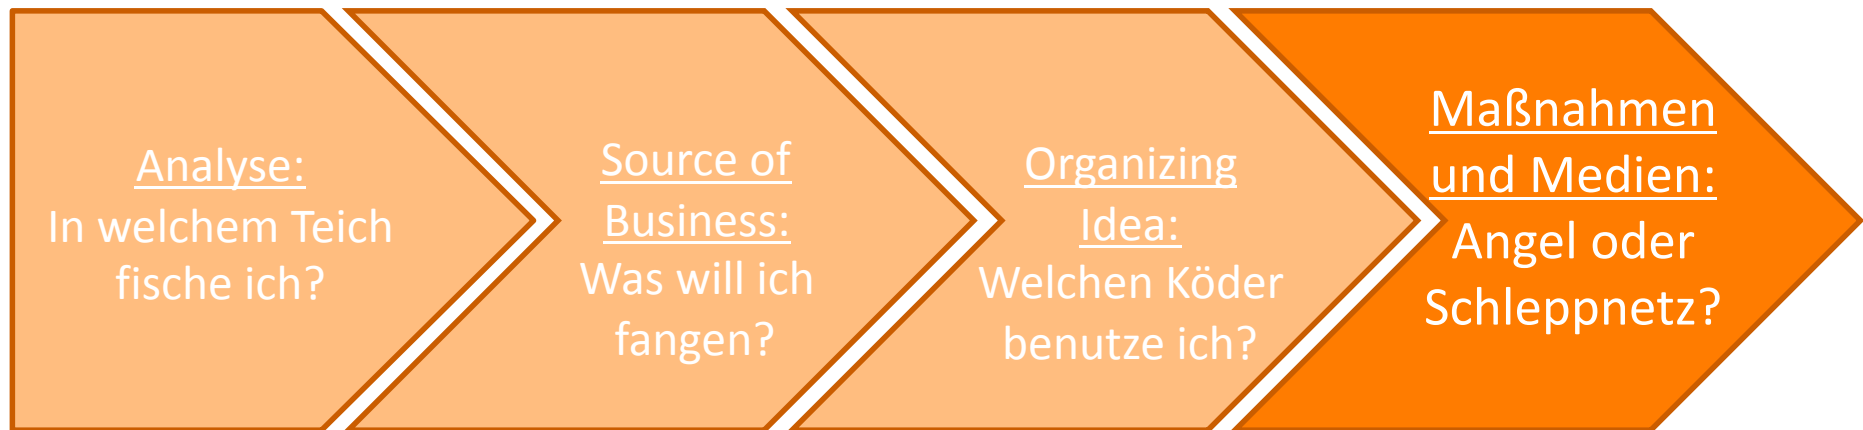 Analyse:
In welchem Teich
fische ich?
Source of
Business:
Was will ich
fangen?
Organizing
Idea:
Welchen Köder
benutze ich?
Maßnahmen
und Medien:
Angel oder
Schleppnetz?